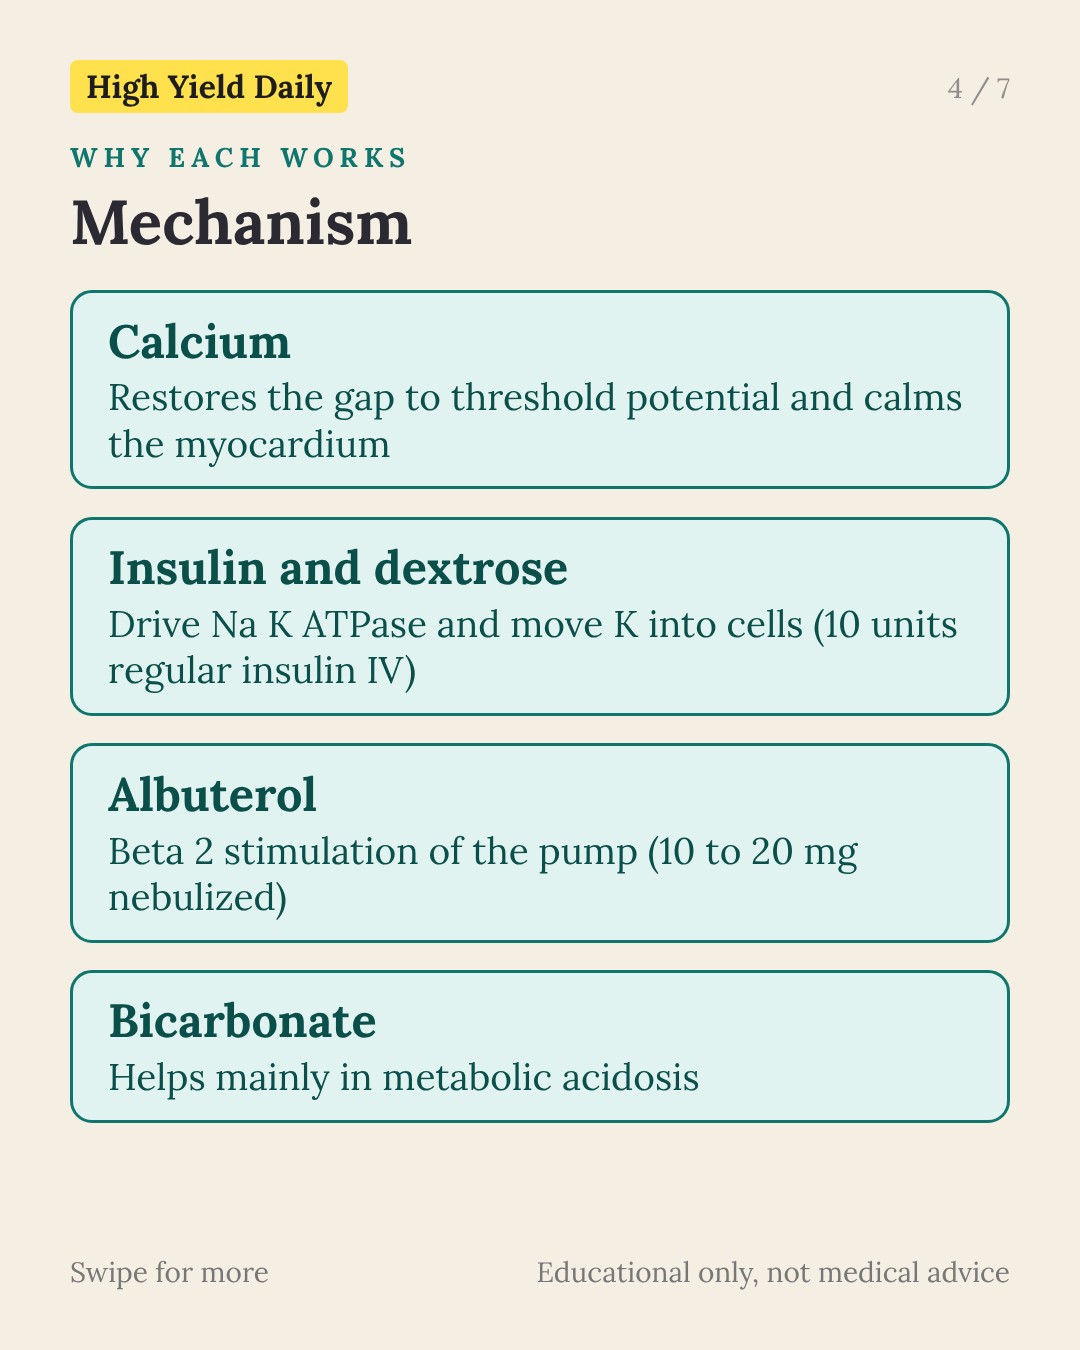 High Yield Daily
4 / 7
WHY EACH WORKS
Mechanism
Calcium
Restores the gap to threshold potential and calms
the myocardium
Insulin and dextrose
Drive Na K ATPase and move K into cells (10 units
regular insulin IV)
Albuterol
Beta 2 stimulation of the pump (10 to 20 mg
nebulized)
Bicarbonate
Helps mainly in metabolic acidosis
Swipe for more
Educational only, not medical advice